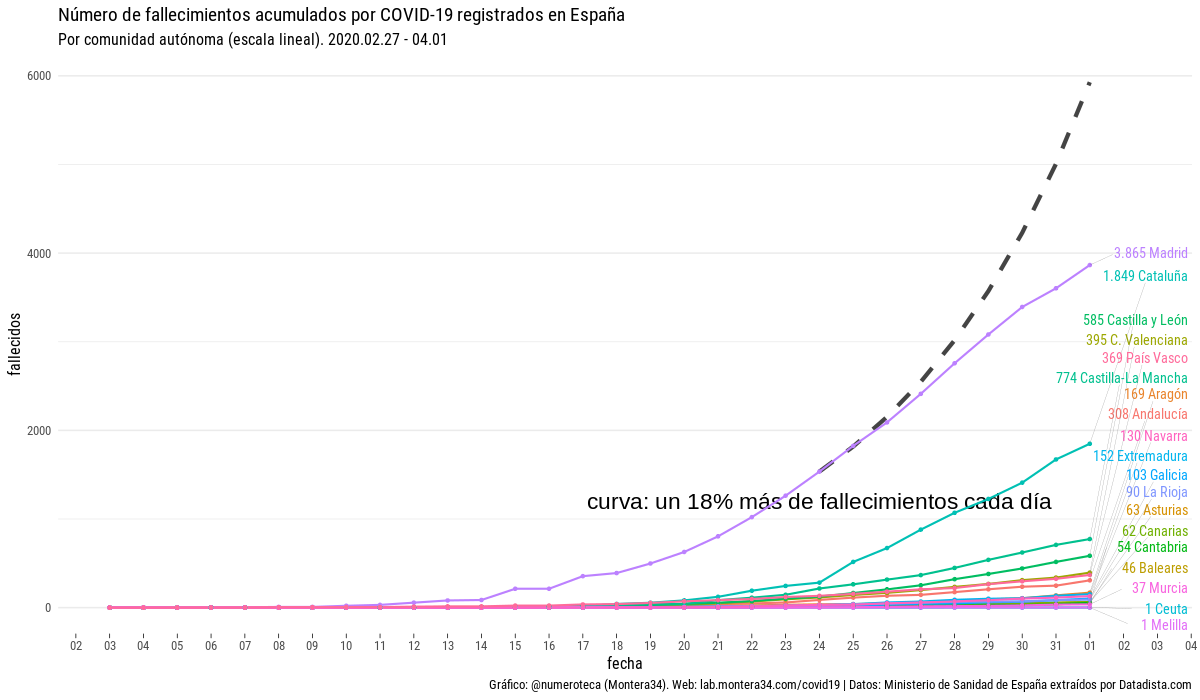 Número de fallecimientos acumulados por COVID-19 registrados en España
Por comunidad autónoma (escala lineal). 2020.02.27 - 04.01
6000
4000
2000
0
fallecidos
curva: un 18% más de fallecimientos cada día
3.865 Madrid
1.849 Cataluña
585 Castilla y León
395 C. Valenciana
369 País Vasco
774 Castilla-La Mancha
169 Aragón
308 Andalucía
130 Navarra
152 Extremadura
103 Galicia
90 La Rioja
63 Asturias
62 Canarias
54 Cantabria
46 Baleares
37 Murcia
1 Ceuta
1 Melilla
02 03 04 05 06 07 08 09 10 11 12 13 14 15 16 17 18 19 20 21 22 23 24 25 26 27 28 29 30 31 01 02 03 04
fecha
Gráfico: @numeroteca (Montera34). Web: lab.montera34.com/covid19 | Datos: Ministerio de Sanidad de España extraídos por Datadista.com